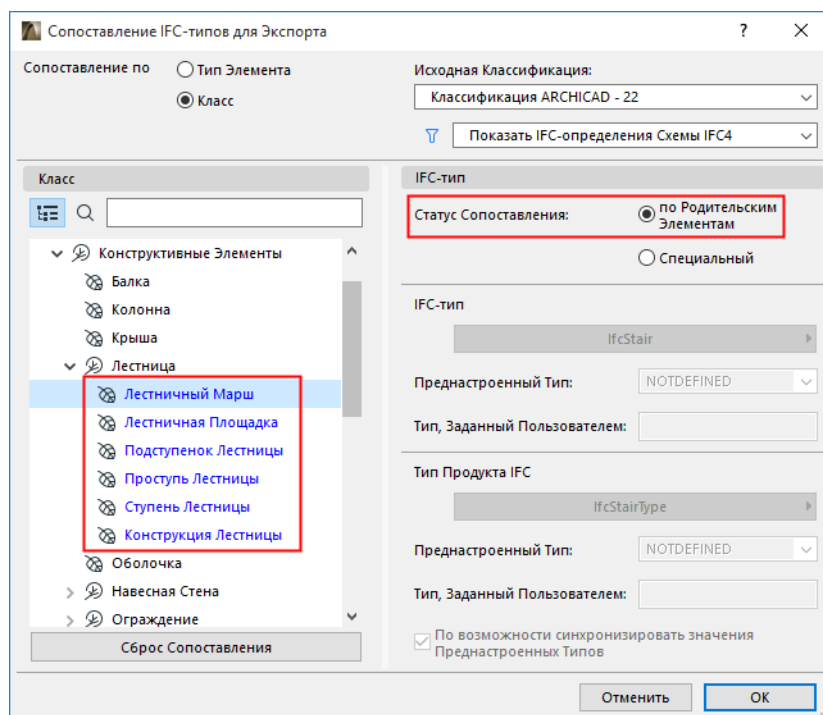 Сопоставление IFC-типов для Экспорта
?
Сопоставление по
Тип Элемента
Класс
Исходная Классификация:
Классификация ARCHICAD - 22
Показать IFC-определения Схемы IFC4
Класс
Конструктивные Элементы
Балка
Колонна
Крыша
Лестница
Лестничный Марш
Лестничная Площадка
Подступенок Лестницы
Проступь Лестницы
Ступень Лестницы
Конструкция Лестницы
Оболочка
Навесная Стена
Ограждение
Сброс Сопоставления
IFC-тип
Статус Сопоставления:
по Родительским
Элементам
Специальный
IFC-тип
IfcStair
Преднастроенный Тип:
NOTDEFINED
Тип, Заданный Пользователем:
Тип Продукта IFC
IfcStairType
Преднастроенный Тип:
NOTDEFINED
Тип, Заданный Пользователем:
По возможности синхронизировать значения
Преднастроенных Типов
Отменить
ОК